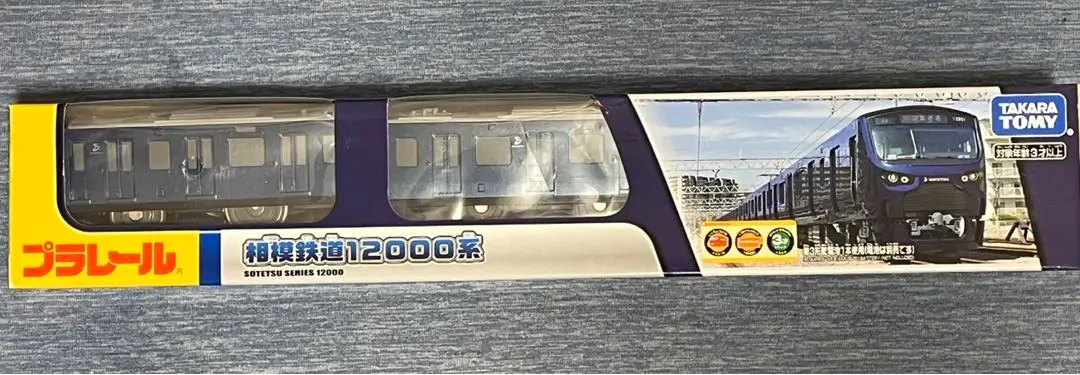 プラレール
相模鉄道12000系
SOTETSU SERIES 12000
TAKARA
TOMY
対象年齢3才以上